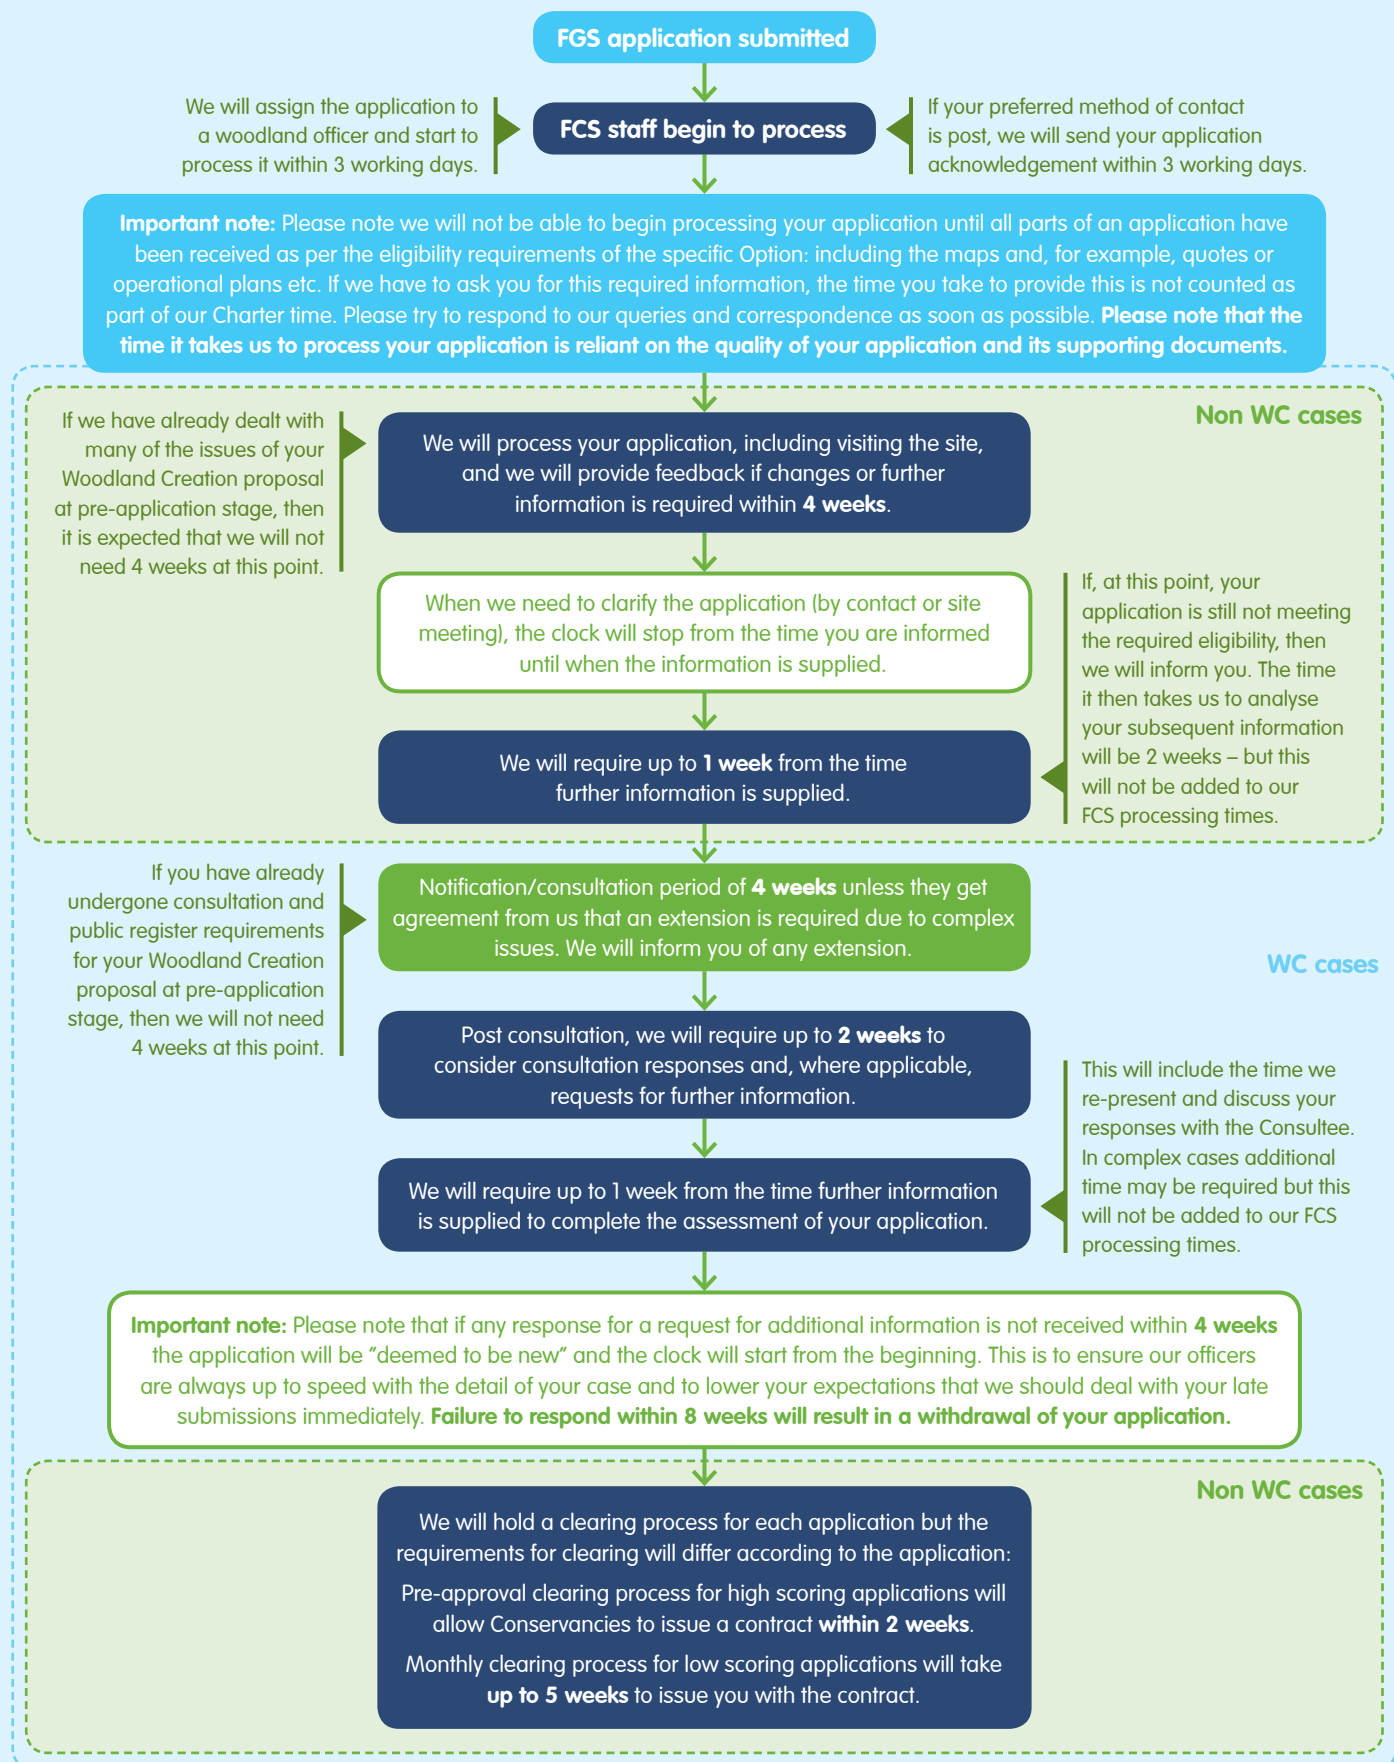 FGS application submitted
We will assign the application to
a woodland officer and start to
process it within 3 working days.
FCS staff begin to process
If your preferred method of contact
is post, we will send your application
acknowledgement within 3 working days.
Important note: Please note we will not be able to begin processing your application until all parts of an application have
been received as per the eligibility requirements of the specific Option: including the maps and, for example, quotes or
operational plans etc. If we have to ask you for this required information, the time you take to provide this is not counted as
part of our Charter time. Please try to respond to our queries and correspondence as soon as possible. Please note that the
time it takes us to process your application is reliant on the quality of your application and its supporting documents.
Non WC cases
If we have already dealt with
many of the issues of your
Woodland Creation proposal
at pre-application stage, then
it is expected that we will not
need 4 weeks at this point.
We will process your application, including visiting the site,
and we will provide feedback if changes or further
information is required within 4 weeks.
When we need to clarify the application (by contact or site
meeting), the clock will stop from the time you are informed
until when the information is supplied.
If, at this point, your
application is still not meeting
the required eligibility, then
we will inform you. The time
it then takes us to analyse
your subsequent information
will be 2 weeks – but this
will not be added to our
FCS processing times.
We will require up to 1 week from the time
further information is supplied.
If you have already
undergone consultation and
public register requirements
for your Woodland Creation
proposal at pre-application
stage, then we will not need
4 weeks at this point.
Notification/consultation period of 4 weeks unless they get
agreement from us that an extension is required due to complex
issues. We will inform you of any extension.
WC cases
Post consultation, we will require up to 2 weeks to
consider consultation responses and, where applicable,
requests for further information.
This will include the time we
re-present and discuss your
responses with the Consultee.
In complex cases additional
time may be required but this
will not be added to our FCS
processing times.
We will require up to 1 week from the time further information
is supplied to complete the assessment of your application.
Important note: Please note that if any response for a request for additional information is not received within 4 weeks
the application will be “deemed to be new” and the clock will start from the beginning. This is to ensure our officers
are always up to speed with the detail of your case and to lower your expectations that we should deal with your late
submissions immediately. Failure to respond within 8 weeks will result in a withdrawal of your application.
Non WC cases
We will hold a clearing process for each application but the
requirements for clearing will differ according to the application:
Pre-approval clearing process for high scoring applications will
allow Conservancies to issue a contract within 2 weeks.
Monthly clearing process for low scoring applications will take
up to 5 weeks to issue you with the contract.